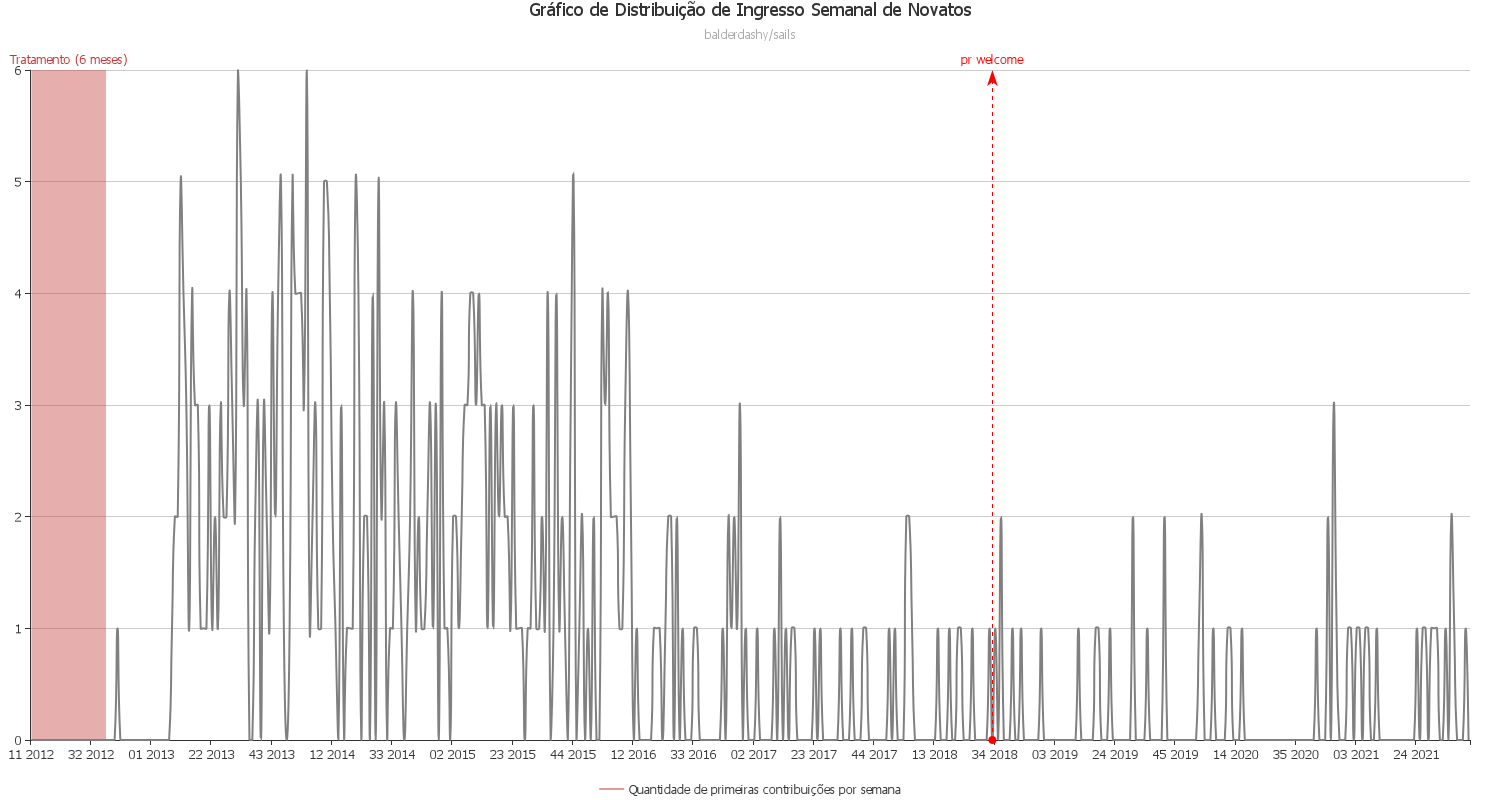 Gráfico de Distribuição de Ingresso Semanal de Novatos
balderdashy/sails
Tratamento (6 meses)
pr welcome
6
5
4
3
2
1
0
11 2012 32 2012 01 2013 22 2013 43 2013 12 2014 33 2014 02 2015 23 2015 44 2015 12 2016 33 2016 02 2017 23 2017 44 2017 13 2018 34 2018 03 2019 24 2019 45 2019 14 2020 35 2020 03 2021 24 2021
Quantidade de primeiras contribuições por semana